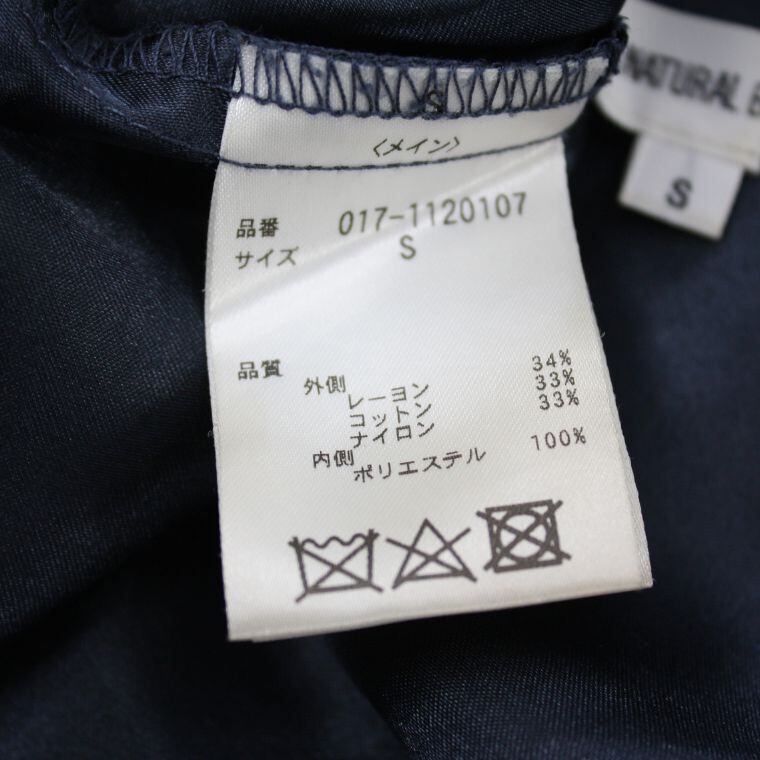 NATURAL
S
S
〈メイン〉
品番 017-1120107
サイズ S
品質
外側
レーヨン 34%
コットン 33%
ナイロン 33%
内側
ポリエステル 100%